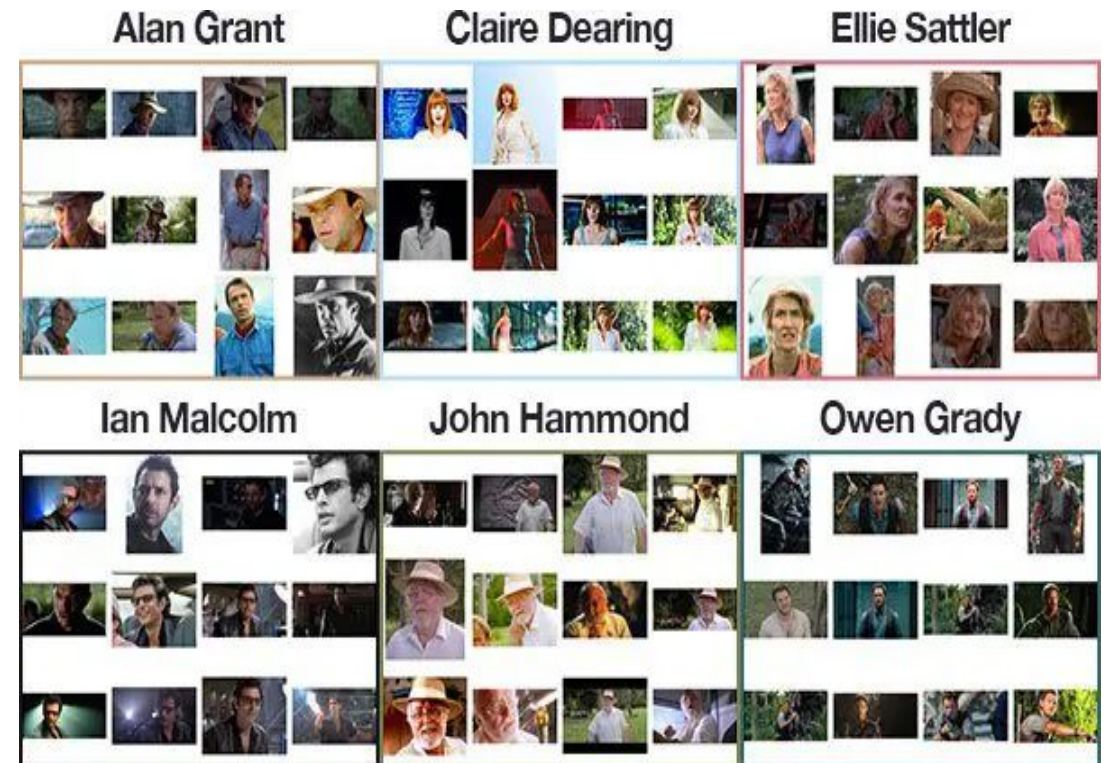 Alan Grant
Claire Dearing
Ellie Sattler
Ian Malcolm
John Hammond
Owen Grady